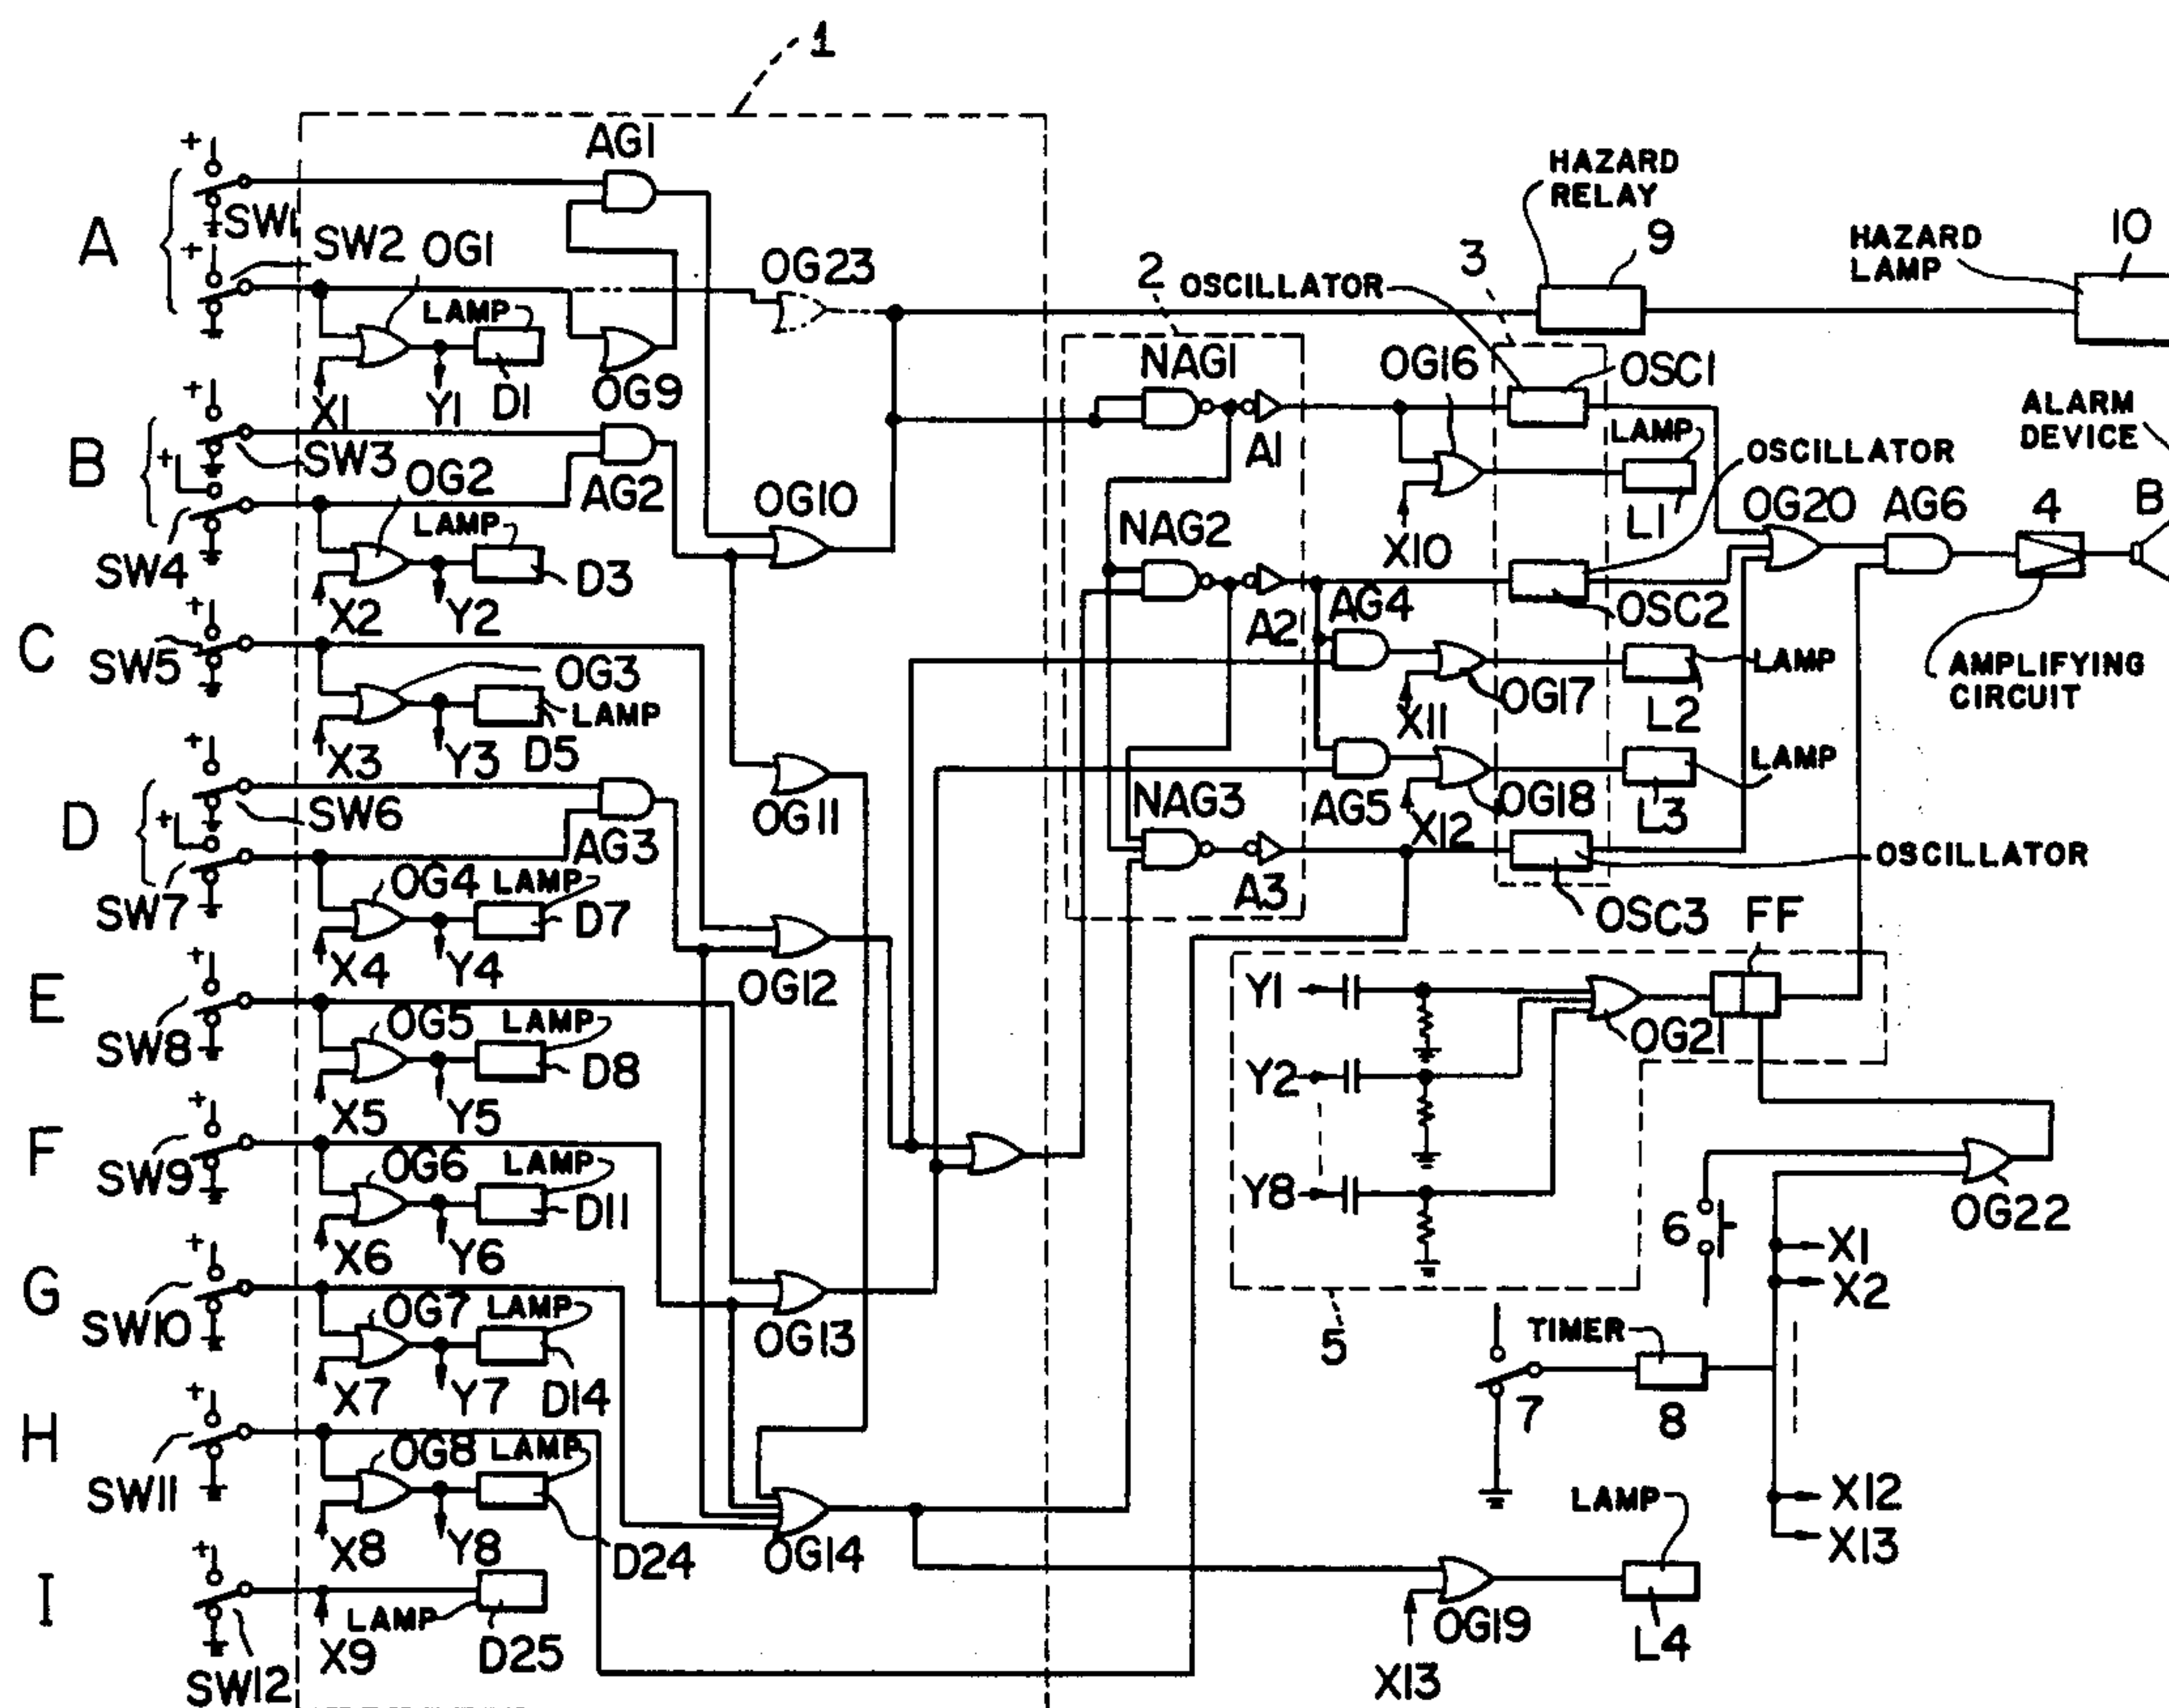 1
AG1
HAZARD
RELAY
9
10
HAZARD
LAMP
A
+
SW1
+
SW2
OG1
LAMP
OG23
2
OSCILLATOR
3
X1
Y1
D1
OG9
NAG1
A1
OG16
OSC1
LAMP
L1
X10
ALARM
DEVICE
B
+
SW3
+
SW4
OG2
AG2
LAMP
D3
X2
Y2
OG10
NAG2
A2
AG4
OSCILLATOR
OG20
AG6
4
B
OSC2
C
+
SW5
OG3
LAMP
D5
X3
Y3
X11
OG17
LAMP
L2
AMPLIFYING
CIRCUIT
D
+
SW6
+
SW7
AG3
OG11
NAG3
A3
AG5
X12
OG18
LAMP
L3
OSCILLATOR
OSC3
OG4
LAMP
D7
X4
Y4
OG12
FF
E
+
SW8
OG5
LAMP
D8
X5
Y5
Y1
OG21
Y2
Y8
F
+
SW9
OG6
LAMP
D11
X6
Y6
6
OG22
X1
X2
G
+
SW10
OG7
LAMP
D14
X7
Y7
OG13
5
7
TIMER
8
H
+
SW11
OG8
LAMP
D24
X8
Y8
OG14
X12
X13
I
+
SW12
LAMP
X9
D25
X13
OG19
LAMP
L4